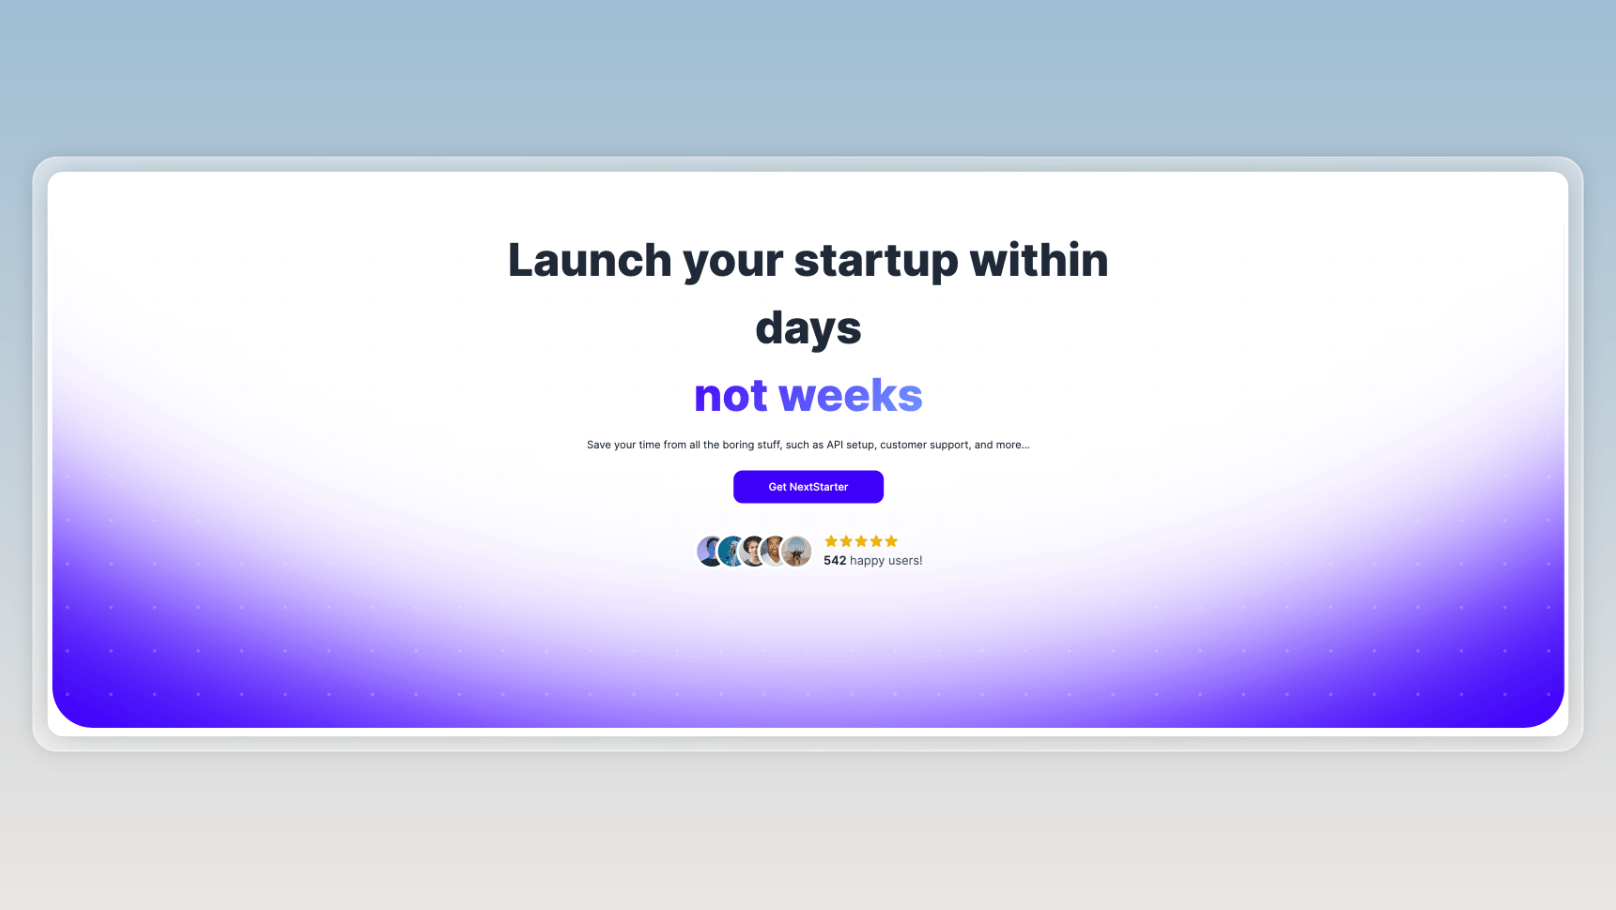 Launch your startup within
days
not weeks
Save your time from all the boring stuff, such as API setup, customer support, and more...
Get NextStarter
542 happy users!